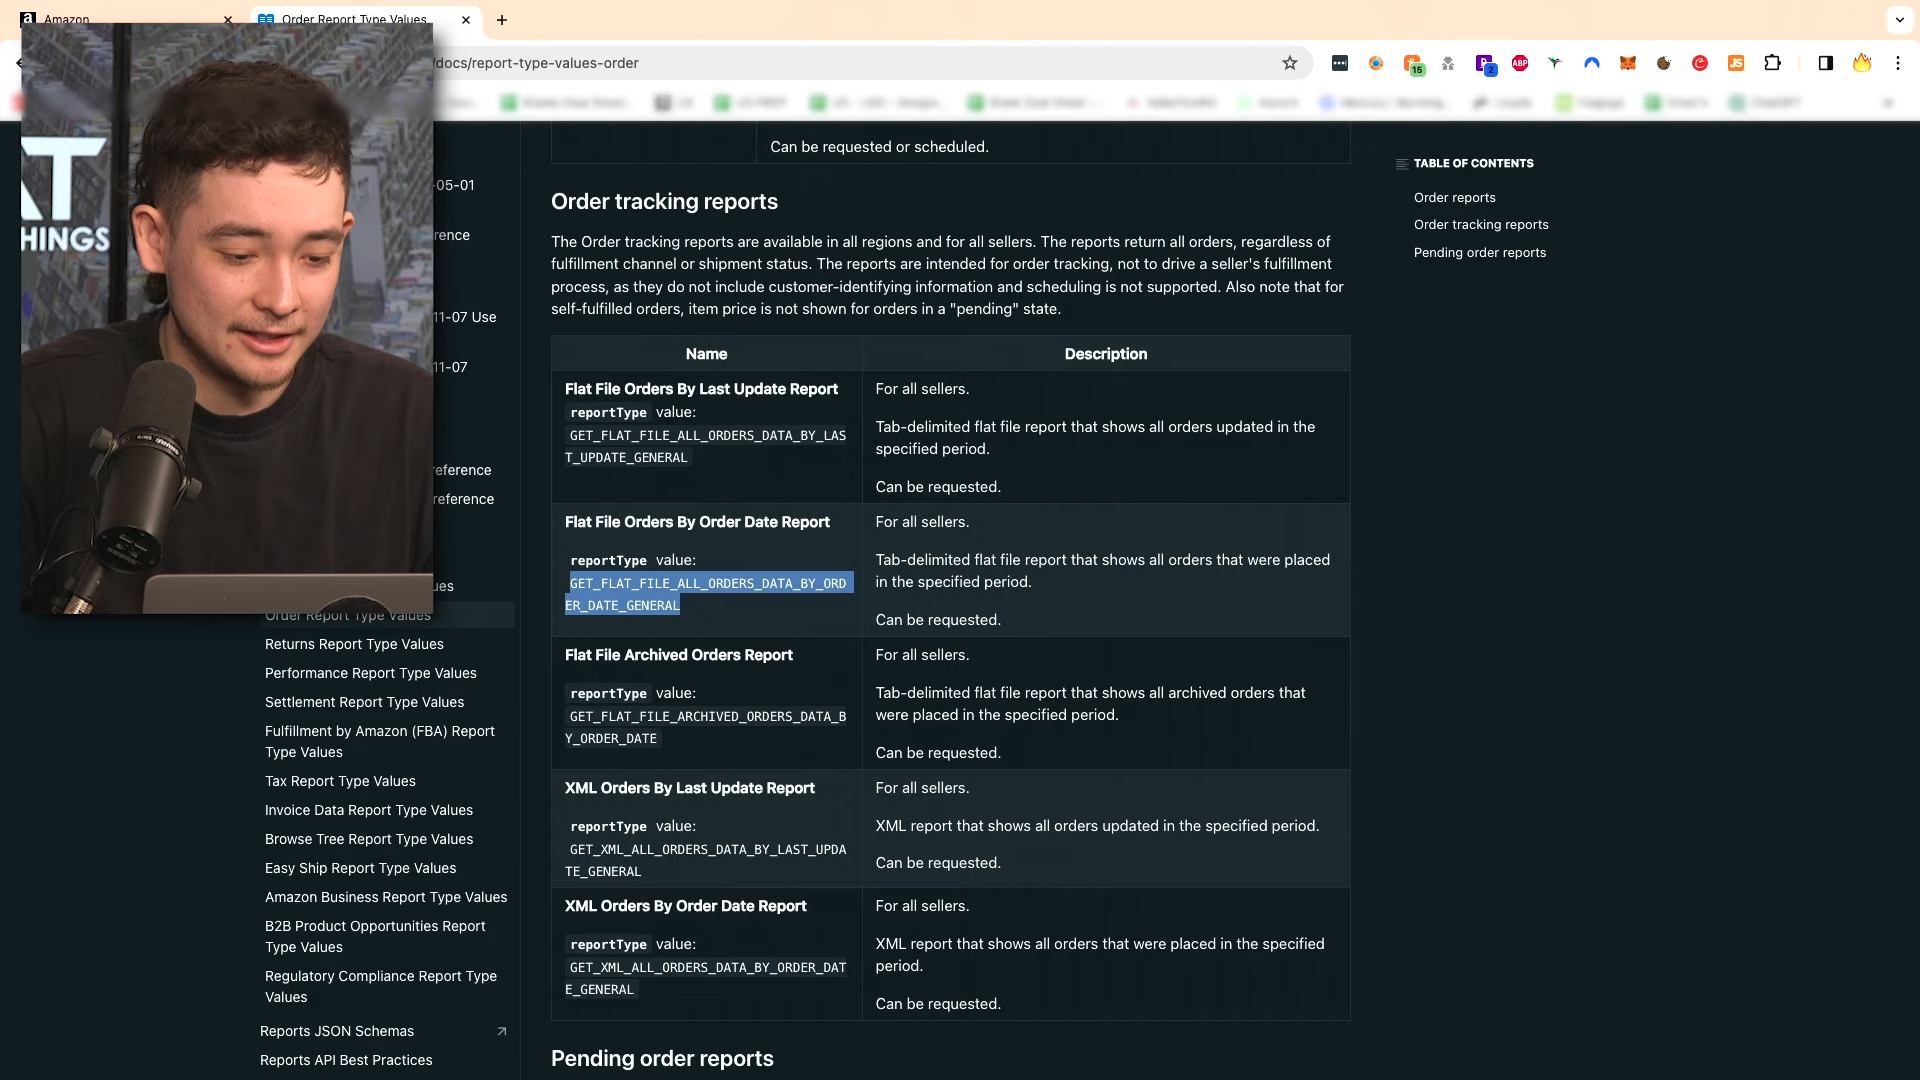 Amazon
Order Report Type Values
/docs/report-type-values-order
15
2
ABP
JS
HINGS
-05-01
rence
11-07 Use
11-07
eference
eference
ues
Order Report Type Values
Returns Report Type Values
Performance Report Type Values
Settlement Report Type Values
Fulfillment by Amazon (FBA) Report
Type Values
Tax Report Type Values
Invoice Data Report Type Values
Browse Tree Report Type Values
Easy Ship Report Type Values
Amazon Business Report Type Values
B2B Product Opportunities Report
Type Values
Regulatory Compliance Report Type
Values
Reports JSON Schemas
Reports API Best Practices
Can be requested or scheduled.
Order tracking reports
The Order tracking reports are available in all regions and for all sellers. The reports return all orders, regardless of
fulfillment channel or shipment status. The reports are intended for order tracking, not to drive a seller's fulfillment
process, as they do not include customer-identifying information and scheduling is not supported. Also note that for
self-fulfilled orders, item price is not shown for orders in a "pending" state.
Name
Description
Flat File Orders By Last Update Report
reportType value:
GET_FLAT_FILE_ALL_ORDERS_DATA_BY_LAS
T_UPDATE_GENERAL
For all sellers.
Tab-delimited flat file report that shows all orders updated in the
specified period.
Can be requested.
Flat File Orders By Order Date Report
reportType value:
GET_FLAT_FILE_ALL_ORDERS_DATA_BY_ORD
ER_DATE_GENERAL
For all sellers.
Tab-delimited flat file report that shows all orders that were placed
in the specified period.
Can be requested.
Flat File Archived Orders Report
reportType value:
GET_FLAT_FILE_ARCHIVED_ORDERS_DATA_B
Y_ORDER_DATE
For all sellers.
Tab-delimited flat file report that shows all archived orders that
were placed in the specified period.
Can be requested.
XML Orders By Last Update Report
reportType value:
GET_XML_ALL_ORDERS_DATA_BY_LAST_UPDA
TE_GENERAL
For all sellers.
XML report that shows all orders updated in the specified period.
Can be requested.
XML Orders By Order Date Report
reportType value:
GET_XML_ALL_ORDERS_DATA_BY_ORDER_DAT
E_GENERAL
For all sellers.
XML report that shows all orders that were placed in the specified
period.
Can be requested.
Pending order reports
TABLE OF CONTENTS
Order reports
Order tracking reports
Pending order reports